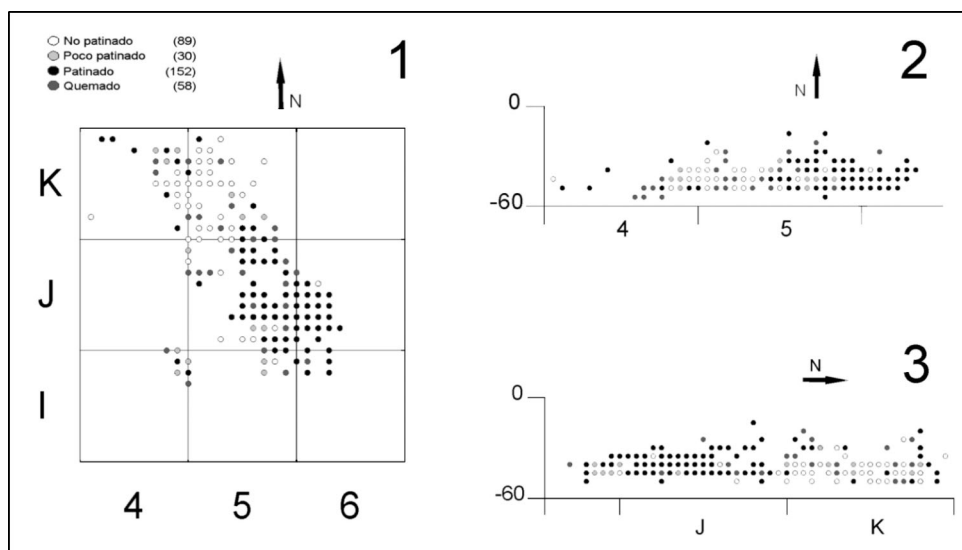 No patinado (89)
Poco patinado (30)
Patinado (152)
Quemado (58)
1
N
K
J
I
4 5 6
2
N
0
-60
4 5
3
N
0
-60
J K